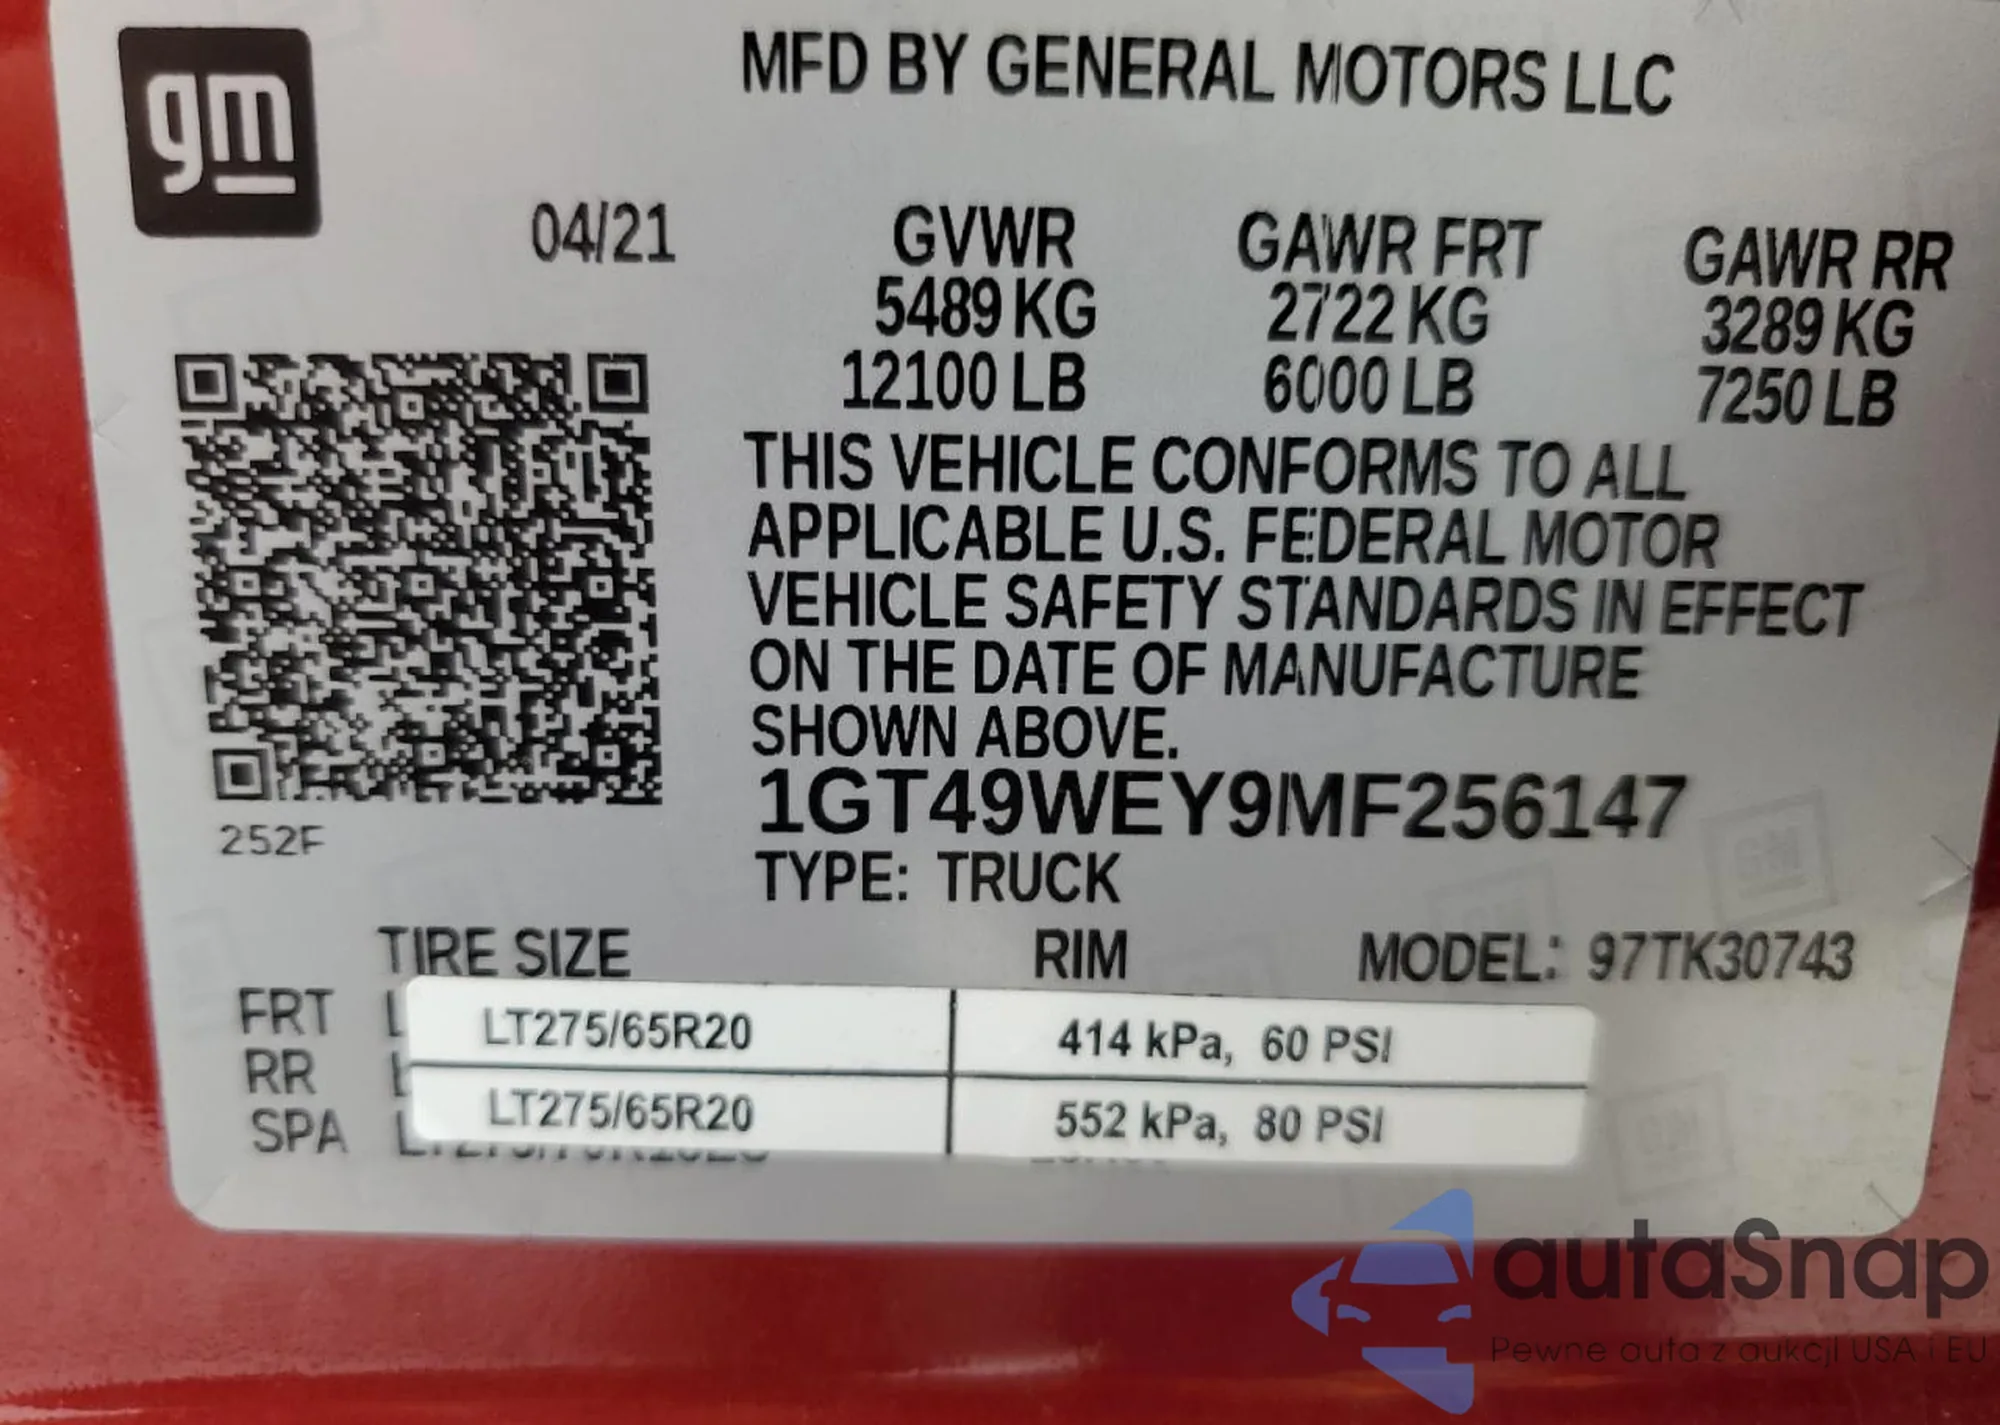 gm
MFD BY GENERAL MOTORS LLC
04/21 GVWR GAWR FRT GAWR RR
5489 KG 2722 KG 3289 KG
12100 LB 6000 LB 7250 LB
THIS VEHICLE CONFORMS TO ALL
APPLICABLE U.S. FEDERAL MOTOR
VEHICLE SAFETY STANDARDS IN EFFECT
ON THE DATE OF MANUFACTURE
SHOWN ABOVE.
1GT49WEY9MF256147
252F
TYPE: TRUCK
TIRE SIZE RIM MODEL: 97TK30743
FRT LT275/65R20 414 kPa, 60 PSI
RR
SPA LT275/65R20 552 kPa, 80 PSI
autaSnap
Pewne auta z aukcji USA i EU